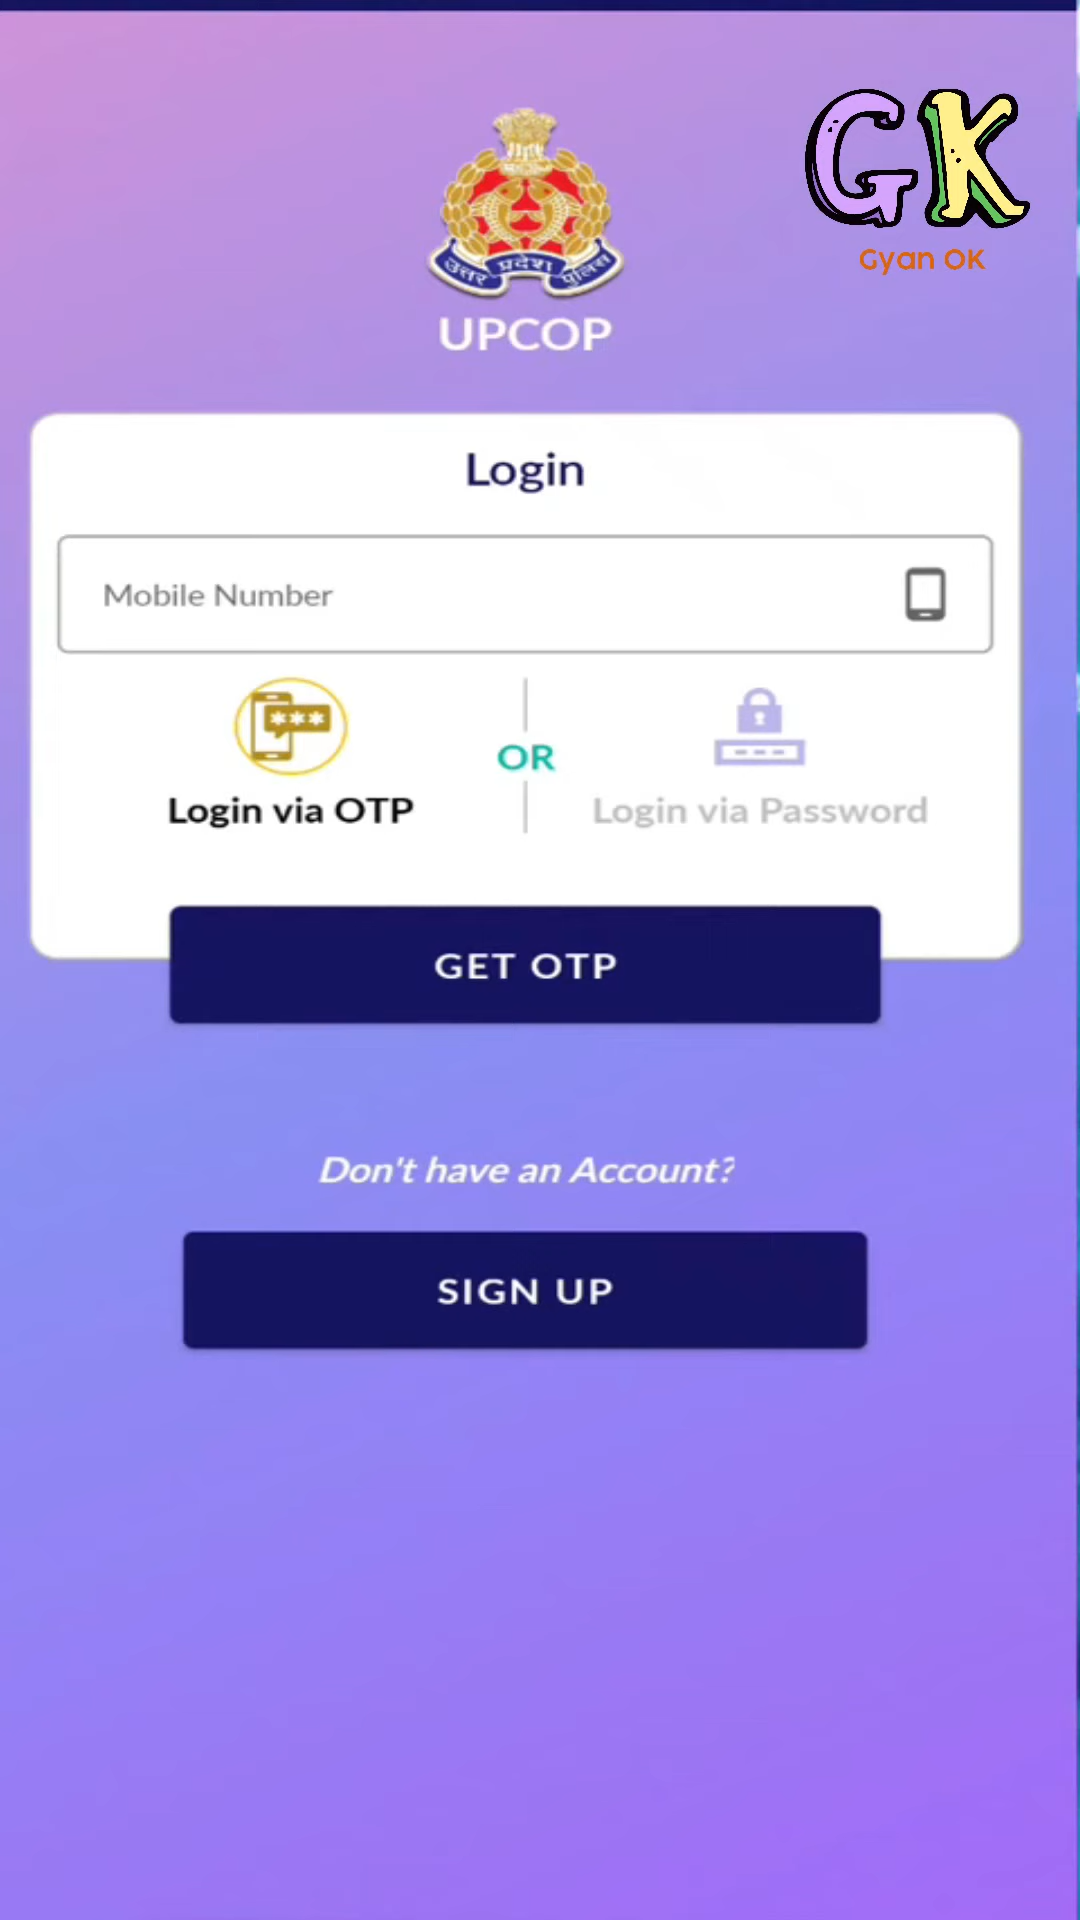 GK
Gyan OK
उत्तर प्रदेश पुलिस
UPCOP
Login
Mobile Number
***
OR
Login via OTP
Login via Password
GET OTP
Don't have an Account?
SIGN UP